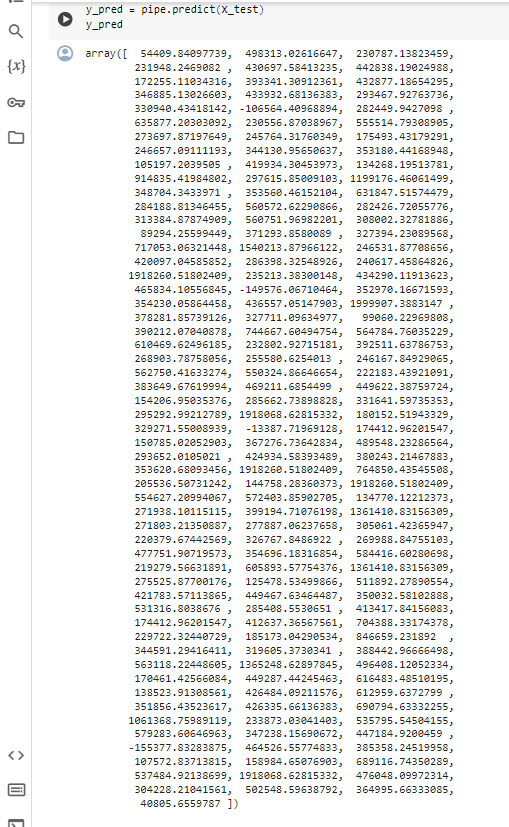 y_pred = pipe.predict(X_test)
y_pred
array([  54409.84097739,  498313.02616647,  230787.13823459,
231948.2469082 ,  430697.58413235,  442838.19024988,
172255.11034316,  393341.30912361,  432877.18654295,
346885.13026603,  433932.68136383,  293467.92763736,
330940.43418142, -106564.40968894,  282449.9427098 ,
635877.20303092,  230556.87038967,  555514.79308905,
273697.87197649,  245764.31760349,  175493.43179291,
246657.09111193,  344130.95650637,  353180.44168948,
105197.2039505 ,  419934.30453973,  134268.19513781,
914835.41984802,  297615.85009103, 1199176.46061499,
348704.3433971 ,  353560.46152104,  631847.51574479,
284188.81346455,  560572.62290866,  282426.72055776,
313384.87874909,  560751.96982201,  308002.32781886,
89294.25599449,  371293.8580089 ,  327394.23089568,
717053.06321448, 1540213.87966122,  246531.87708656,
420097.04585852,  286398.32548926,  240617.45864826,
1918260.51802409,  235213.38300148,  434290.11913623,
465834.10556845, -149576.06710464,  352970.16671593,
354230.05864458,  436557.05147903, 1999907.3883147 ,
378281.85739126,  327711.09634977,   99060.22969808,
390212.07040878,  744667.60494754,  564784.76035229,
610469.62496185,  232802.92715181,  392511.63786753,
268903.78758056,  255580.6254013 ,  246167.84929065,
562750.41633274,  550324.86646654,  222183.43921091,
383649.67619994,  469211.6854499 ,  449622.38759724,
154206.95035376,  285662.73898828,  331641.59735353,
295292.99212789, 1918068.62815332,  180152.51943329,
329271.55008939,  -13387.71969128,  174412.96201547,
150785.02052903,  367276.73642834,  489548.23286564,
293652.0105021 ,  424934.58393489,  380243.21467883,
353620.68093456, 1918260.51802409,  764850.43545508,
205536.50731242,  144758.28360373, 1918260.51802409,
554627.20994067,  572403.85902705,  134770.12212373,
271938.10115115,  399194.71076198, 1361410.83156309,
271803.21350887,  277887.06237658,  305061.42365947,
220379.67442569,  326767.8486922 ,  269988.84755103,
477751.90719573,  354696.18316854,  584416.60280698,
219279.56631891,  605893.57754376, 1361410.83156309,
275525.87700176,  125478.53499866,  511892.27890554,
421783.57113865,  449467.63464487,  350032.58102888,
531316.8038676 ,  285408.5530651 ,  413417.84156083,
174412.96201547,  412637.36567561,  704388.33174378,
229722.32440729,  185173.04290534,  846659.231892  ,
344591.29416411,  319605.3730341 ,  388442.96666498,
563118.22448605, 1365248.62897845,  496408.12052334,
170461.42566084,  449287.44245463,  616483.48510195,
138523.91308561,  426484.09211576,  612959.6372799 ,
351856.43523617,  426335.66136383,  690794.63332255,
1061368.75989119,  233873.03041403,  535795.54504155,
579283.60646963,  347238.15690672,  447184.9200459 ,
-155377.83283875,  464526.55774833,  385358.24519958,
107572.83713815,  158984.65076903,  689116.74350289,
537484.92138699, 1918068.62815332,  476048.09972314,
304228.21041561,  502548.59638792,  364995.66333085,
40805.6559787 ])